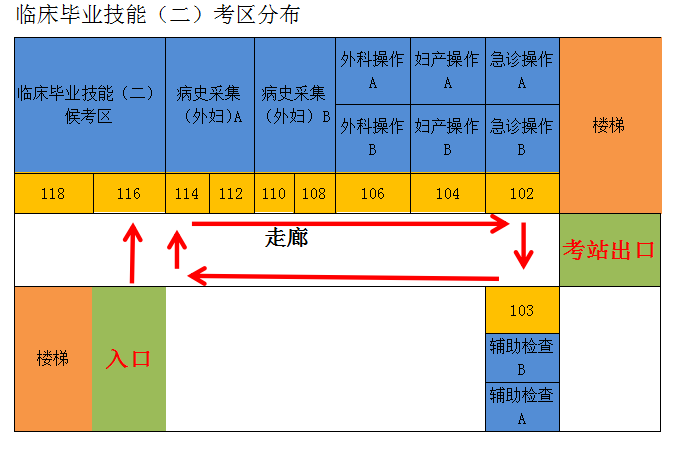 临床毕业技能（二）考区分布
临床毕业技能（二）
候考区
病史采集
（外妇)A
病史采集
（外妇）B
外科操作
A
妇产操作
A
急诊操作
A
外科操作
B
妇产操作
B
急诊操作
B
楼梯
118
116
114
112
110
108
106
104
102
走廊
考站出口
楼梯
入口
103
辅助检查
B
辅助检查
A